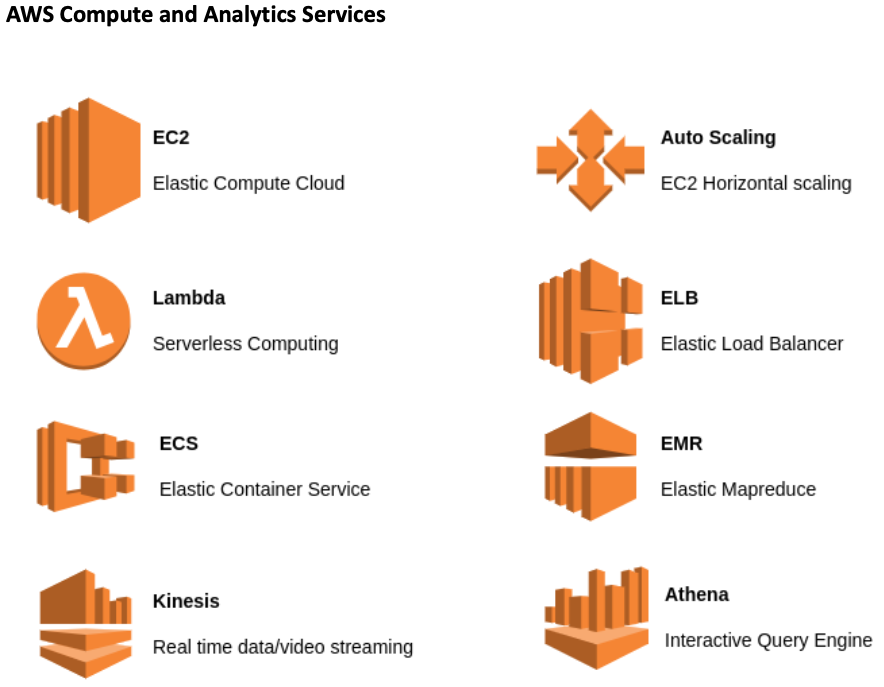 AWS Compute and Analytics Services
EC2
Elastic Compute Cloud
Auto Scaling
EC2 Horizontal scaling
Lambda
Serverless Computing
ELB
Elastic Load Balancer
ECS
Elastic Container Service
EMR
Elastic Mapreduce
Kinesis
Real time data/video streaming
Athena
Interactive Query Engine